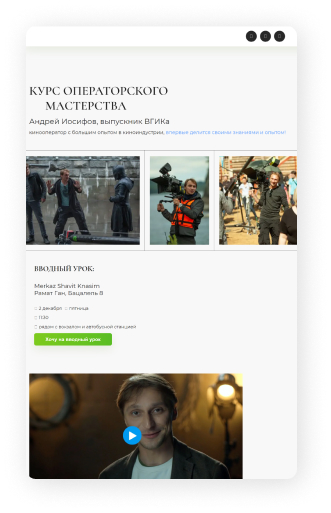 КУРС ОПЕРАТОРСКОГО
МАСТЕРСТВА
Андрей Иосифов, выпускник ВГИКа
кинооператор с большим опытом в киноиндустрии, впервые делится своими знаниями и опытом!
ВВОДНЫЙ УРОК:
Merkaz Shavit Knasim
Рамат Ган, Бецалель 8
:: 2 декабря :: пятница
:: 11:30
:: рядом с вокзалом и автобусной станцией
Хочу на вводный урок